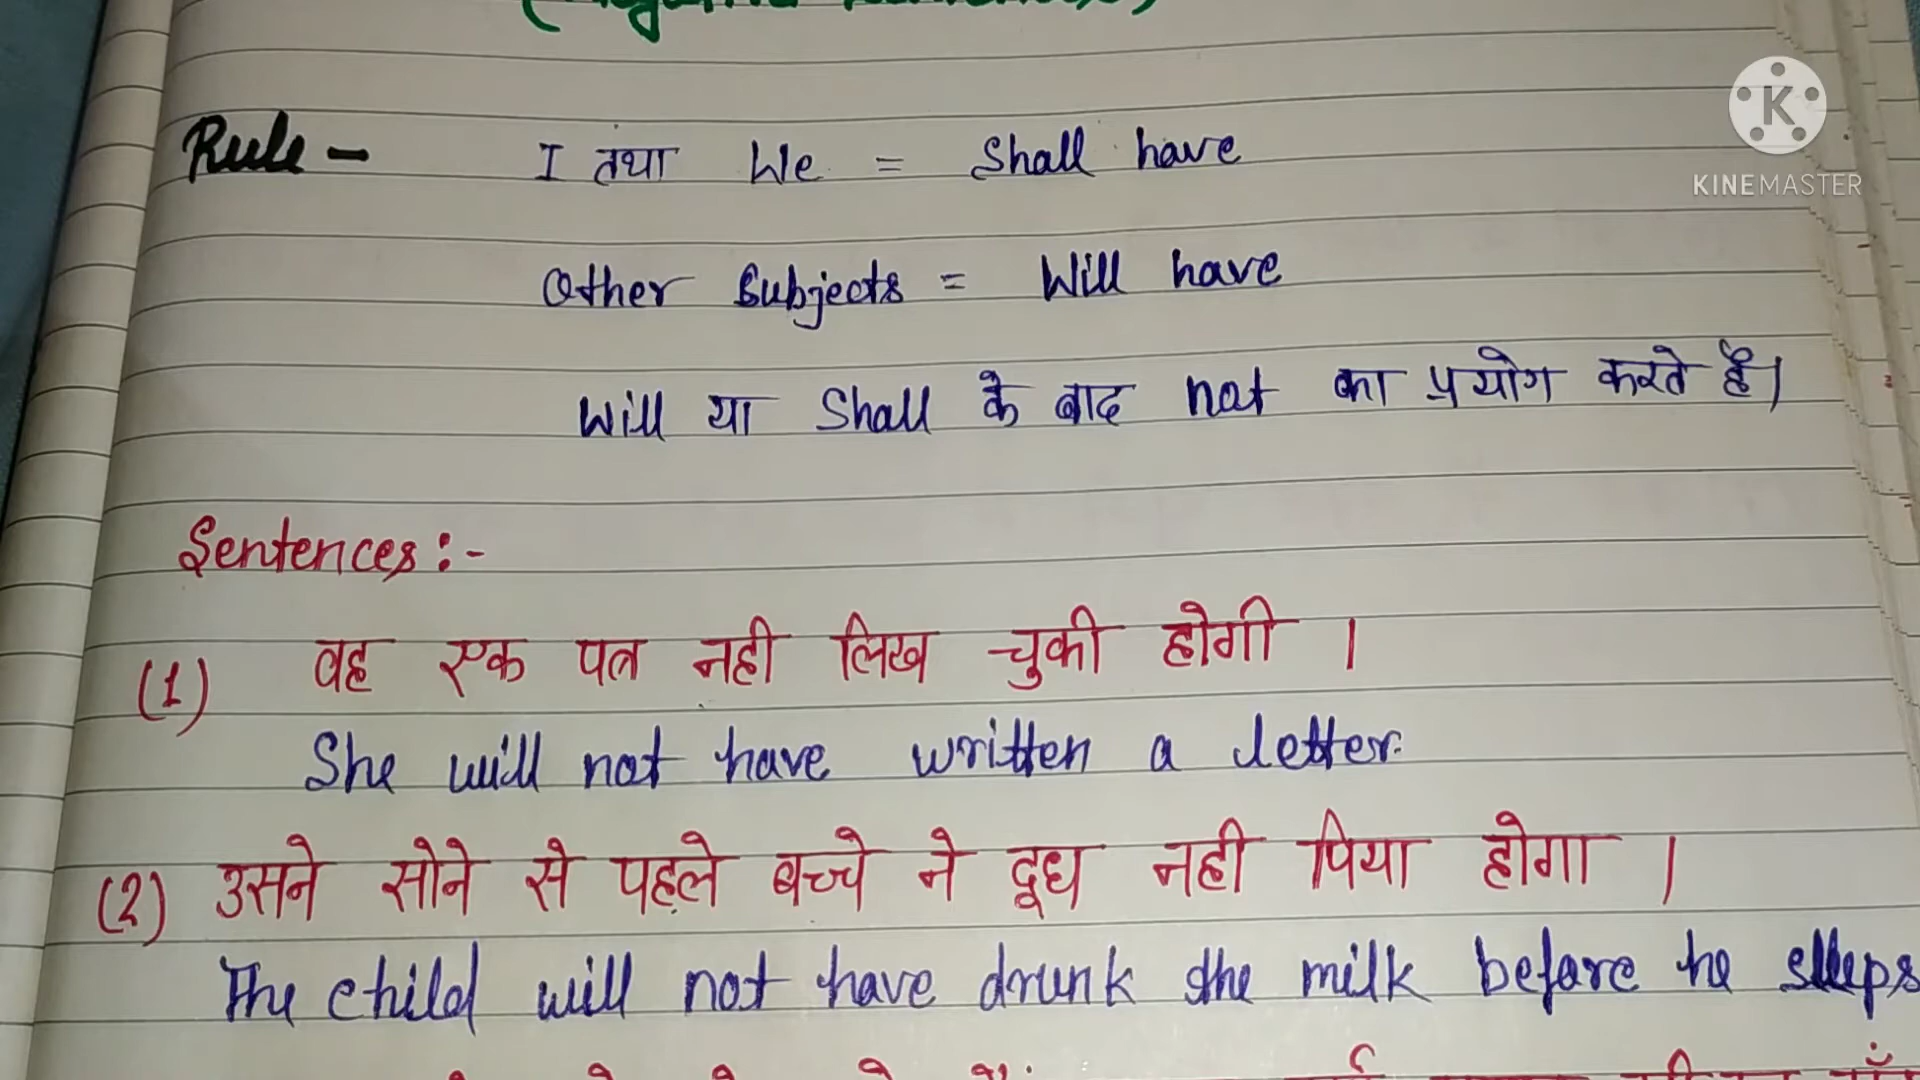 (Negative Sentences)
Rule - I तथा We = Shall have
Other Subjects = Will have
Will या Shall के बाद not का प्रयोग करते है।
Sentences:-
(1) वह एक पत्र नही लिख चुकी होगी ।
She will not have written a letter.
(2) उसने सोने से पहले बच्चे ने दूध नही पिया होगा ।
The child will not have drunk the milk before he sleeps
K
KINEMASTER